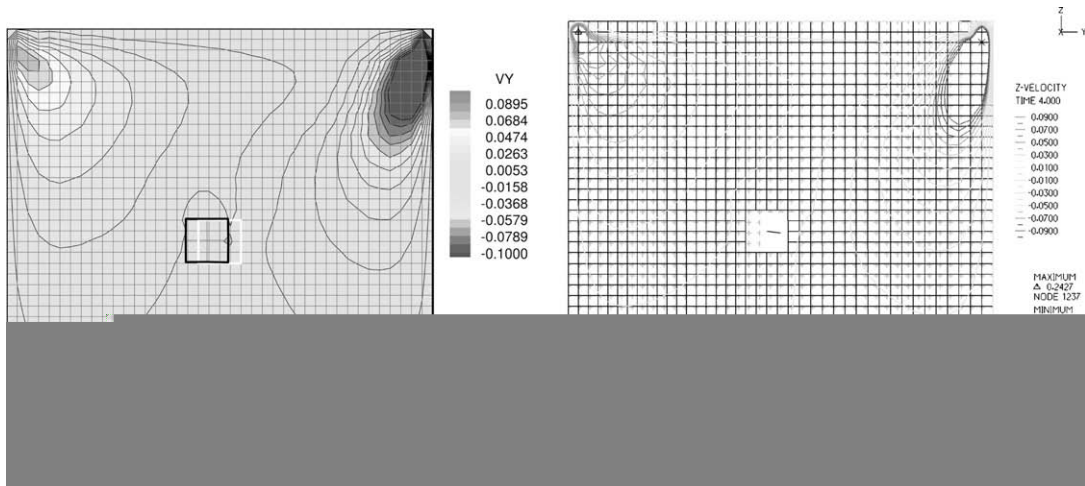 VY
0.0895
0.0684
0.0474
0.0263
0.0053
-0.0158
-0.0368
-0.0579
-0.0789
-0.1000
Z
X Y
Z-VELOCITY
TIME 4.000
0.0900
0.0700
0.0500
0.0300
0.0100
-0.0100
-0.0300
-0.0500
-0.0700
-0.0900
MAXIMUM
Δ 0.2427
NODE 1237
MINIMUM